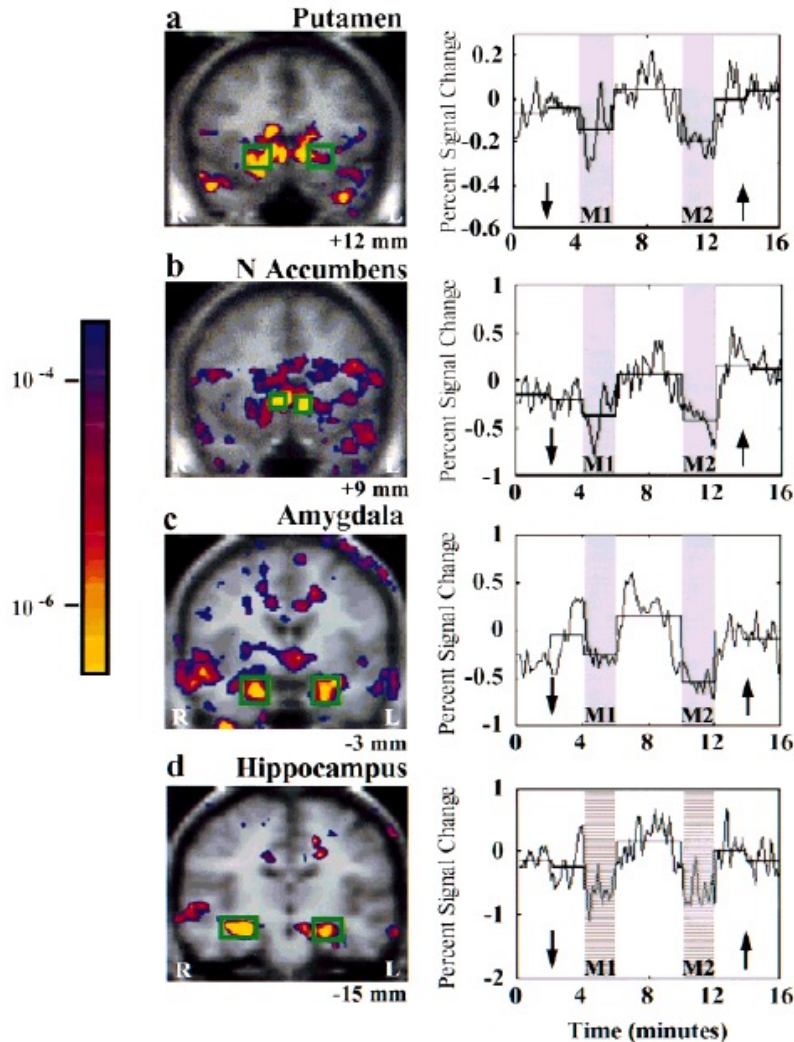 a Putamen
R L
+12 mm
Percent Signal Change
0.2
0
-0.2
-0.4
-0.6
M1 M2
0 4 8 12 16
b N Accumbens
R L
+9 mm
Percent Signal Change
1
0.5
0
-0.5
-1
M1 M2
0 4 8 12 16
10⁻⁴
10⁻⁶
c Amygdala
R L
-3 mm
Percent Signal Change
1
0.5
0
-0.5
-1
M1 M2
0 4 8 12 16
d Hippocampus
R L
-15 mm
Percent Signal Change
1
0
-1
-2
M1 M2
0 4 8 12 16
Time (minutes)